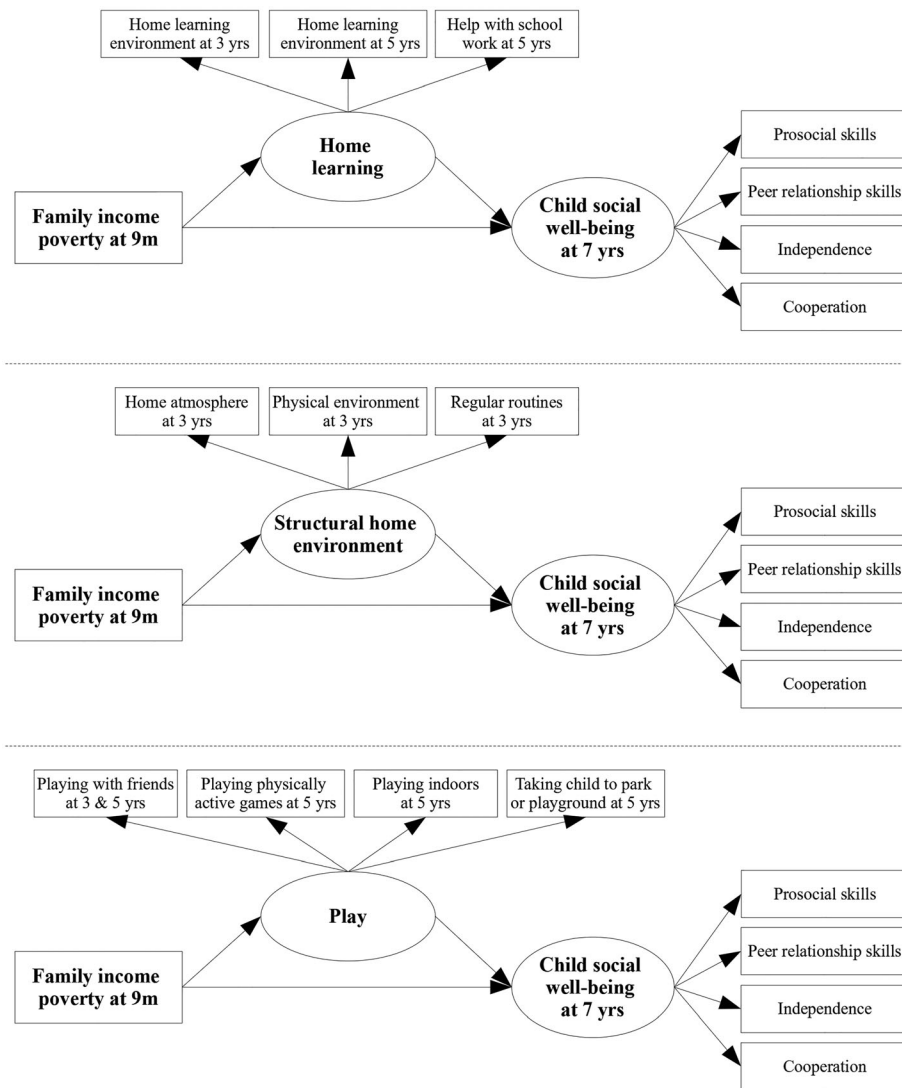 Home learning
environment at 3 yrs
Home learning
environment at 5 yrs
Help with school
work at 5 yrs
Home
learning
Family income
poverty at 9m
Child social
well-being
at 7 yrs
Prosocial skills
Peer relationship skills
Independence
Cooperation
Home atmosphere
at 3 yrs
Physical environment
at 3 yrs
Regular routines
at 3 yrs
Structural home
environment
Family income
poverty at 9m
Child social
well-being
at 7 yrs
Prosocial skills
Peer relationship skills
Independence
Cooperation
Playing with friends
at 3 & 5 yrs
Playing physically
active games at 5 yrs
Playing indoors
at 5 yrs
Taking child to park
or playground at 5 yrs
Play
Family income
poverty at 9m
Child social
well-being
at 7 yrs
Prosocial skills
Peer relationship skills
Independence
Cooperation